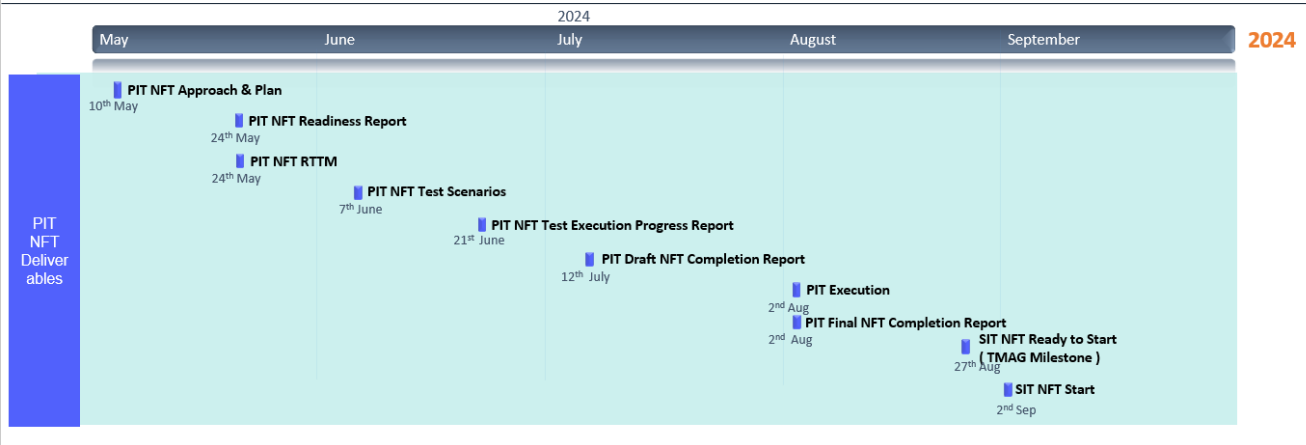 2024
May June July August September
2024
PIT
NFT
Deliver
ables
PIT NFT Approach & Plan
10th May
PIT NFT Readiness Report
24th May
PIT NFT RTTM
24th May
PIT NFT Test Scenarios
7th June
PIT NFT Test Execution Progress Report
21st June
PIT Draft NFT Completion Report
12th July
PIT Execution
2nd Aug
PIT Final NFT Completion Report
2nd Aug
SIT NFT Ready to Start
( TMAG Milestone )
27th Aug
SIT NFT Start
2nd Sep